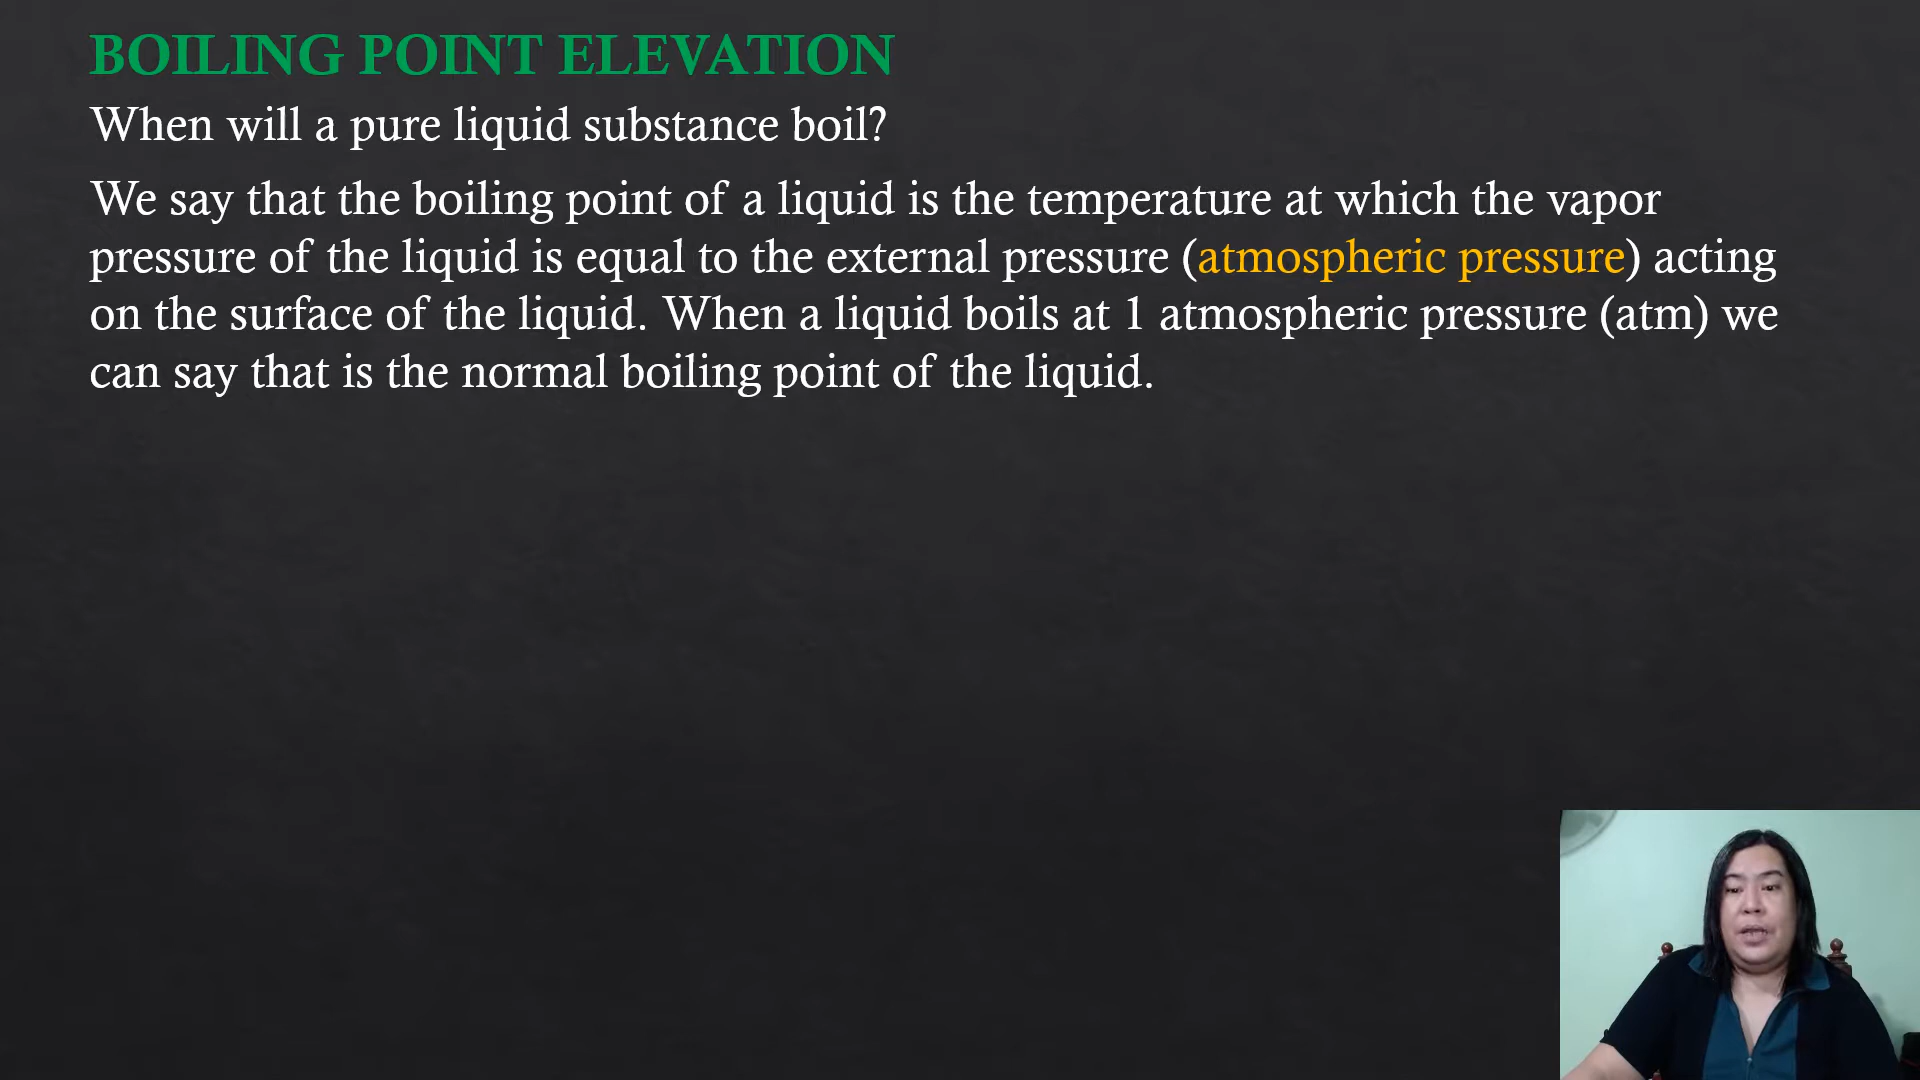 BOILING POINT ELEVATION
When will a pure liquid substance boil?
We say that the boiling point of a liquid is the temperature at which the vapor
pressure of the liquid is equal to the external pressure (atmospheric pressure) acting
on the surface of the liquid. When a liquid boils at 1 atmospheric pressure (atm) we
can say that is the normal boiling point of the liquid.